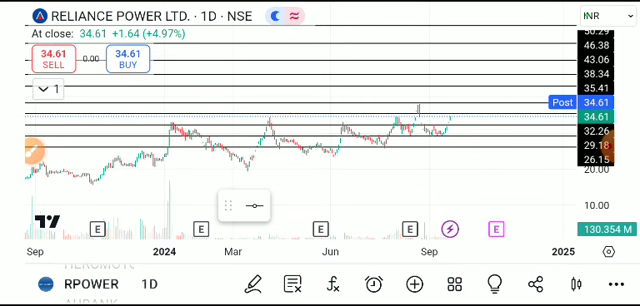 RELIANCE POWER LTD. · 1D · NSE
INR
At close: 34.61 +1.64 (+4.97%)
34.61 SELL
0.00
34.61 BUY
1
50.29
46.38
43.06
38.34
35.41
Post 34.61
34.61
32.26
29.18
26.15
20.00
10.00
130.354 M
E E E E E
Sep 2024 Mar Jun Sep 2025
RPOWER 1D